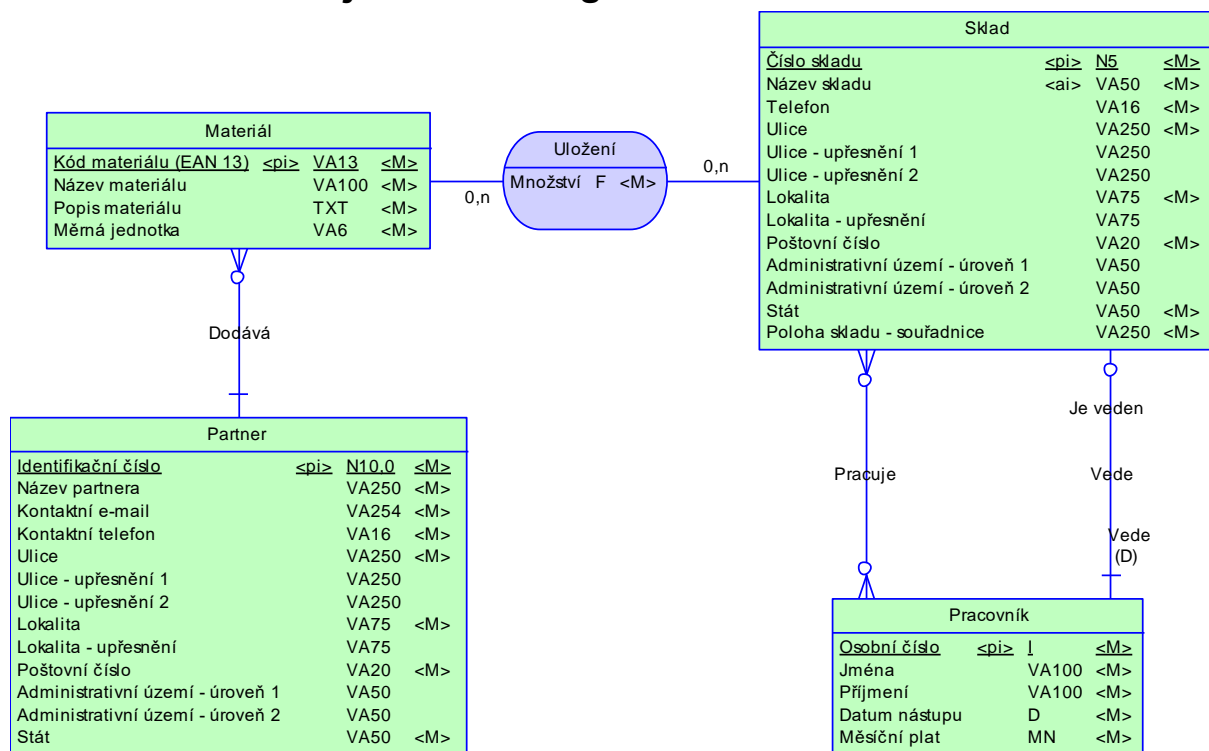 Sklad
Číslo skladu <pi> N5 <M>
Název skladu <ai> VA50 <M>
Telefon VA16 <M>
Ulice VA250 <M>
Ulice - upřesnění 1 VA250
Ulice - upřesnění 2 VA250
Lokalita VA75 <M>
Lokalita - upřesnění VA75
Poštovní číslo VA20 <M>
Administrativní území - úroveň 1 VA50
Administrativní území - úroveň 2 VA50
Stát VA50 <M>
Poloha skladu - souřadnice VA250 <M>
Materiál
Kód materiálu (EAN 13) <pi> VA13 <M>
Název materiálu VA100 <M>
Popis materiálu TXT <M>
Měrná jednotka VA6 <M>
0,n
Uložení
Množství F <M>
0,n
Dodává
Partner
Identifikační číslo <pi> N10,0 <M>
Název partnera VA250 <M>
Kontaktní e-mail VA254 <M>
Kontaktní telefon VA16 <M>
Ulice VA250 <M>
Ulice - upřesnění 1 VA250
Ulice - upřesnění 2 VA250
Lokalita VA75 <M>
Lokalita - upřesnění VA75
Poštovní číslo VA20 <M>
Administrativní území - úroveň 1 VA50
Administrativní území - úroveň 2 VA50
Stát VA50 <M>
Je veden
Pracuje
Vede
Vede
(D)
Pracovník
Osobní číslo <pi> I <M>
Jména VA100 <M>
Příjmení VA100 <M>
Datum nástupu D <M>
Měsíční plat MN <M>